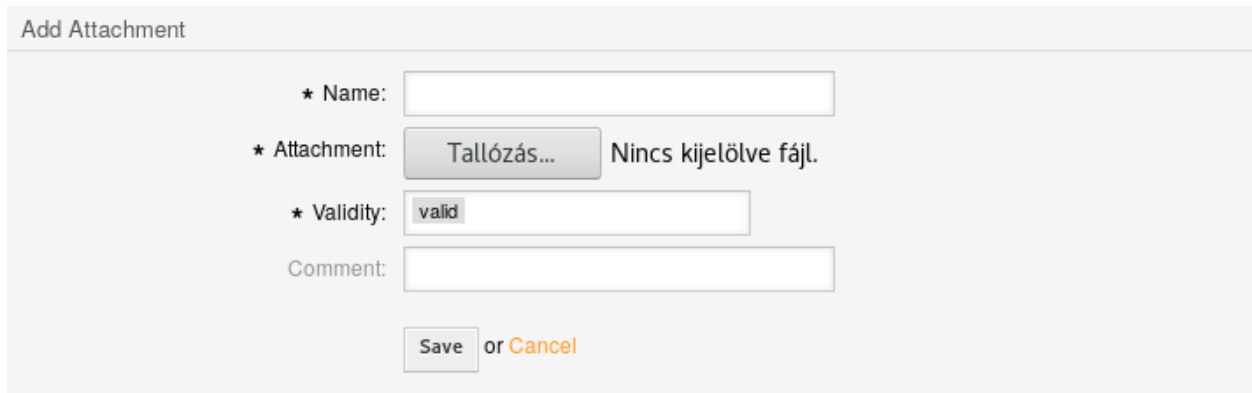 Add Attachment
★ Name:
★ Attachment: Tallózás... Nincs kijelölve fájl.
★ Validity: valid
Comment:
Save or Cancel